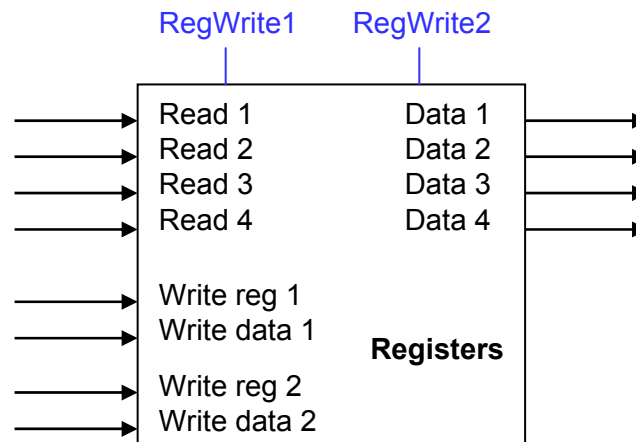 RegWrite1 RegWrite2
Read 1 Data 1
Read 2 Data 2
Read 3 Data 3
Read 4 Data 4
Write reg 1
Write data 1
Registers
Write reg 2
Write data 2